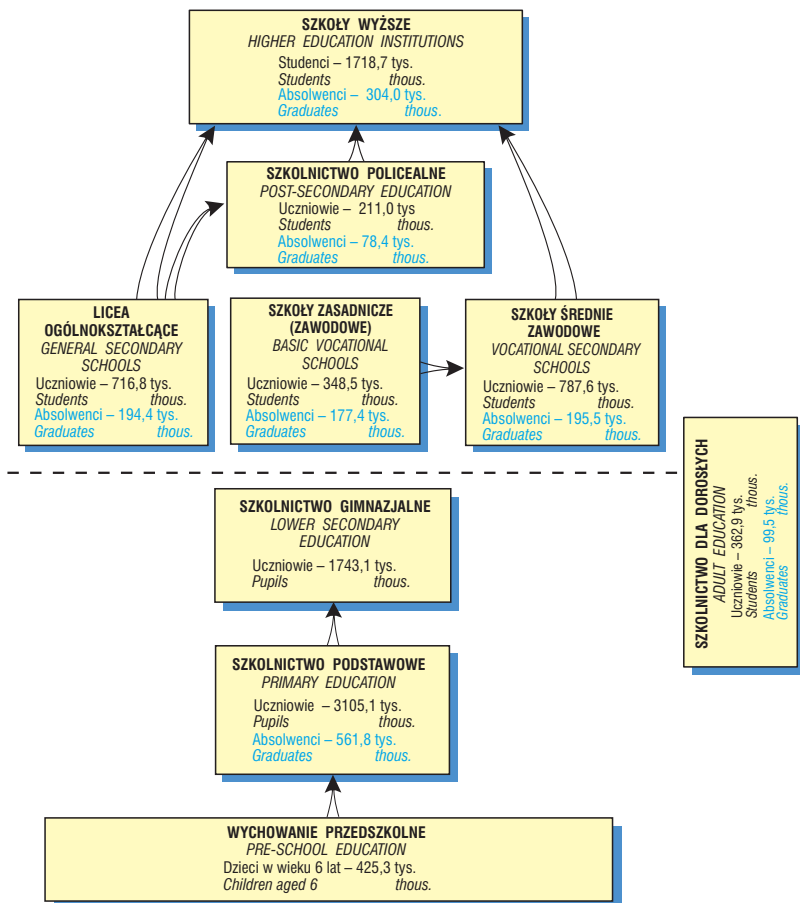 SZKOŁY WYŻSZE
HIGHER EDUCATION INSTITUTIONS
Studenci – 1718,7 tys.
Students thous.
Absolwenci – 304,0 tys.
Graduates thous.
SZKOLNICTWO POLICEALNE
POST-SECONDARY EDUCATION
Uczniowie – 211,0 tys
Students thous.
Absolwenci – 78,4 tys.
Graduates thous.
LICEA
OGÓLNOKSZTAŁCĄCE
GENERAL SECONDARY
SCHOOLS
Uczniowie – 716,8 tys.
Students thous.
Absolwenci – 194,4 tys.
Graduates thous.
SZKOŁY ZASADNICZE
(ZAWODOWE)
BASIC VOCATIONAL
SCHOOLS
Uczniowie – 348,5 tys.
Students thous.
Absolwenci – 177,4 tys.
Graduates thous.
SZKOŁY ŚREDNIE
ZAWODOWE
VOCATIONAL SECONDARY
SCHOOLS
Uczniowie – 787,6 tys.
Students thous.
Absolwenci – 195,5 tys.
Graduates thous.
SZKOLNICTWO DLA DOROSŁYCH
ADULT EDUCATION
Uczniowie – 362,9 tys.
Students thous.
Absolwenci – 99,5 tys.
Graduates thous.
SZKOLNICTWO GIMNAZJALNE
LOWER SECONDARY
EDUCATION
Uczniowie – 1743,1 tys.
Pupils thous.
SZKOLNICTWO PODSTAWOWE
PRIMARY EDUCATION
Uczniowie – 3105,1 tys.
Pupils thous.
Absolwenci – 561,8 tys.
Graduates thous.
WYCHOWANIE PRZEDSZKOLNE
PRE-SCHOOL EDUCATION
Dzieci w wieku 6 lat – 425,3 tys.
Children aged 6 thous.